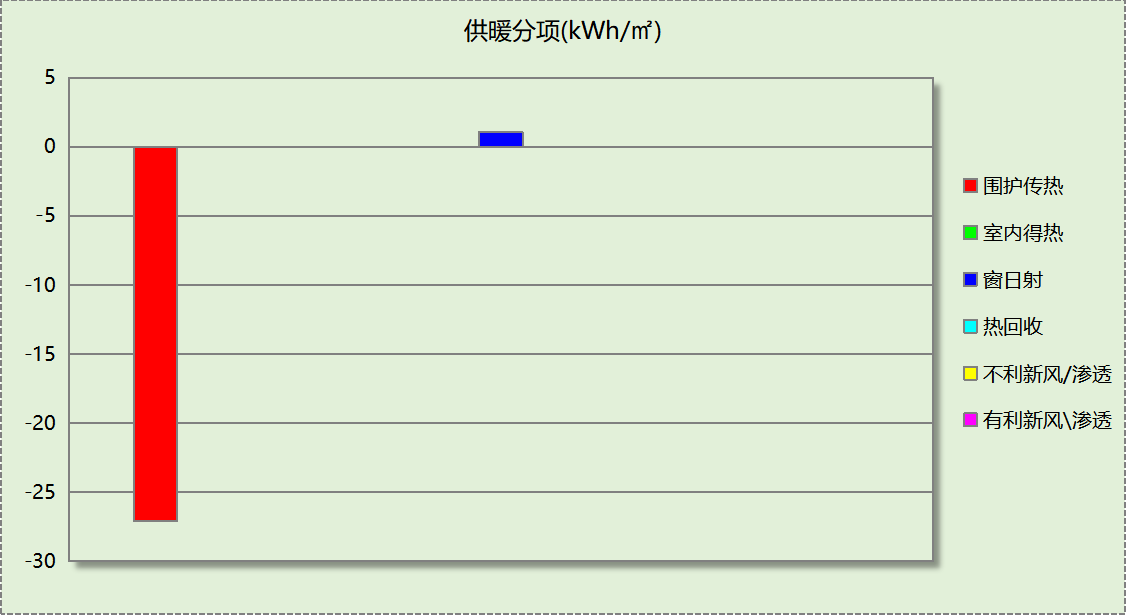 供暖分项(kWh/㎡)
5
0
-5
-10
-15
-20
-25
-30
围护传热
室内得热
窗日射
热回收
不利新风/渗透
有利新风\渗透